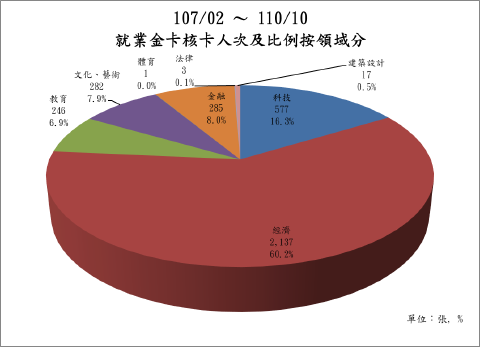 107/02 ～ 110/10
就業金卡核卡人次及比例按領域分
體育
1
0.0%
法律
3
0.1%
建築設計
17
0.5%
文化、藝術
282
7.9%
金融
285
8.0%
科技
577
16.3%
教育
246
6.9%
經濟
2,137
60.2%
單位：張, %